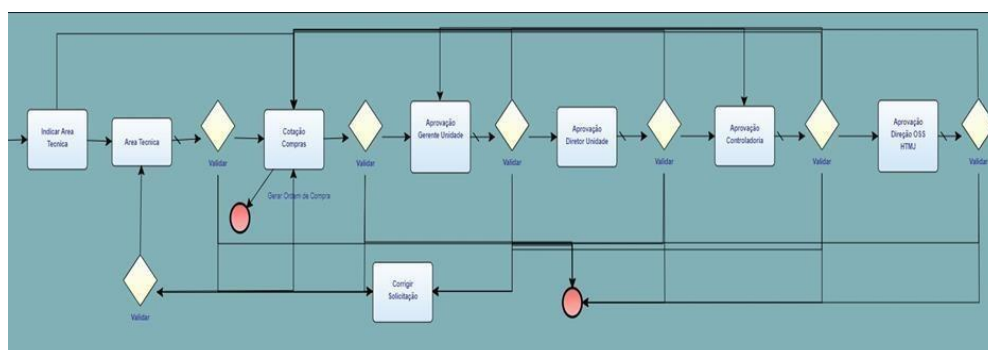 Indicar Area
Tecnica
Area Tecnica
Validar
Cotação
Compras
Validar
Aprovação
Gerente Unidade
Validar
Aprovação
Diretor Unidade
Validar
Aprovação
Controladoria
Validar
Aprovação
Direção OSS
HTMJ
Validar
Gerar Ordem de Compra
Corrigir
Solicitação
Validar